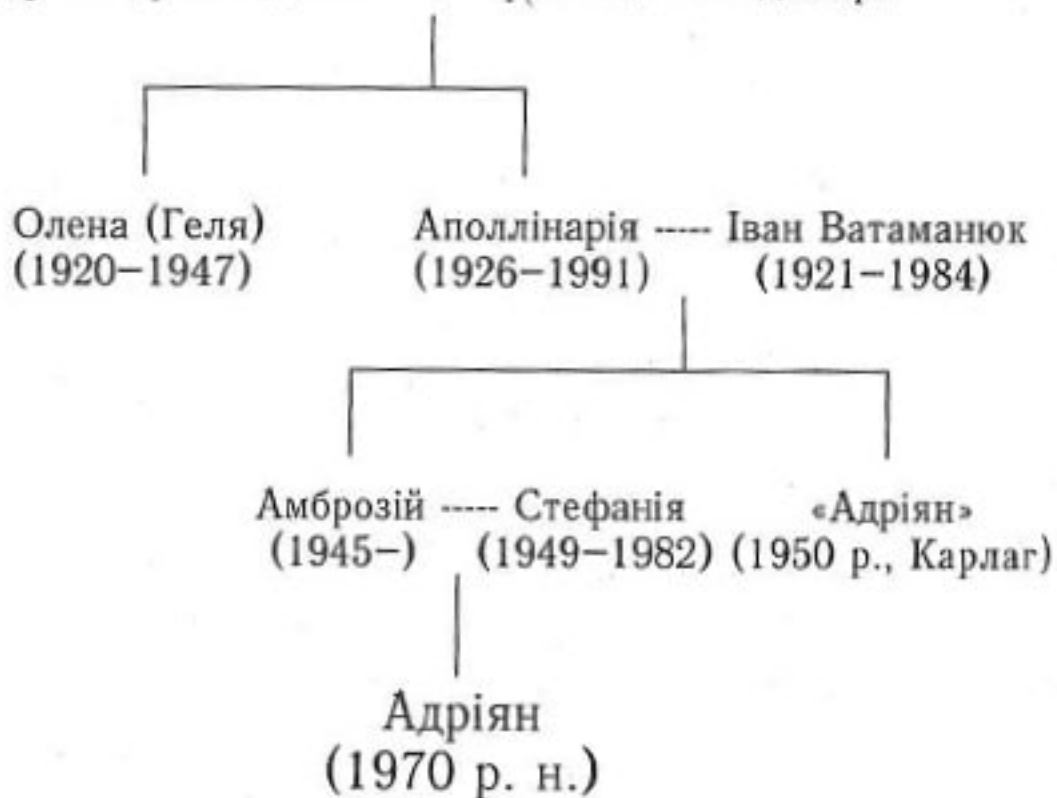 Олена (Геля) Аполлінарія ----- Іван Ватаманюк
(1920–1947) (1926–1991) (1921–1984)
Амброзій ----- Стефанія «Адріян»
(1945–) (1949–1982) (1950 р., Карлаг)
Адріян
(1970 р. н.)